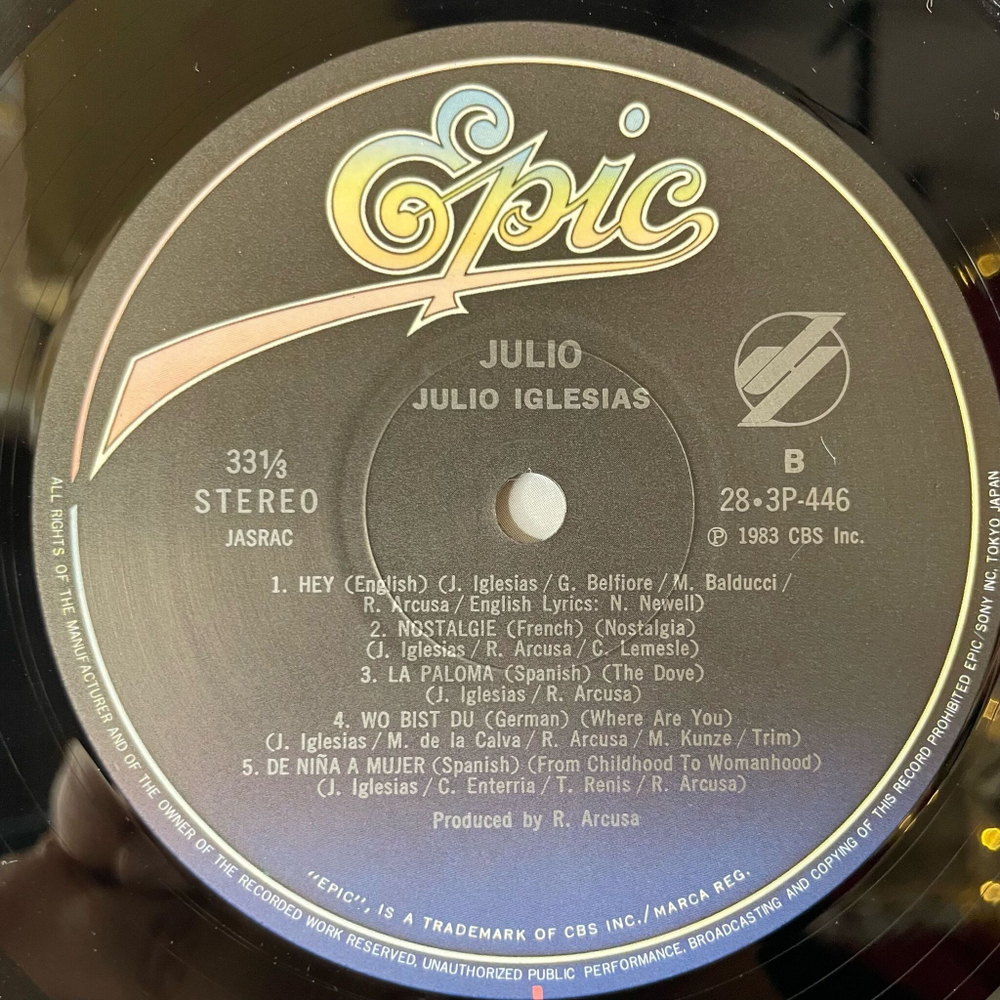 Epic
JULIO
JULIO IGLESIAS
33⅓
STEREO
JASRAC
B
28•3P-446
Ⓟ 1983 CBS Inc.
1. HEY (English) (J. Iglesias / G. Belfiore / M. Balducci /
R. Arcusa / English Lyrics: N. Newell)
2. NOSTALGIE (French) (Nostalgia)
(J. Iglesias / R. Arcusa / C. Lemesle)
3. LA PALOMA (Spanish) (The Dove)
(J. Iglesias / R. Arcusa)
4. WO BIST DU (German) (Where Are You)
(J. Iglesias / M. de la Calva / R. Arcusa / M. Kunze / Trim)
5. DE NIÑA A MUJER (Spanish) (From Childhood To Womanhood)
(J. Iglesias / C. Enterria / T. Renis / R. Arcusa)
Produced by R. Arcusa
"EPIC", IS A TRADEMARK OF CBS INC./MARCA REG.
ALL RIGHTS OF THE MANUFACTURER AND OF THE OWNER OF THE RECORDED WORK RESERVED. UNAUTHORIZED PUBLIC PERFORMANCE, BROADCASTING AND COPYING OF THIS RECORD PROHIBITED EPIC/SONY INC. TOKYO JAPAN